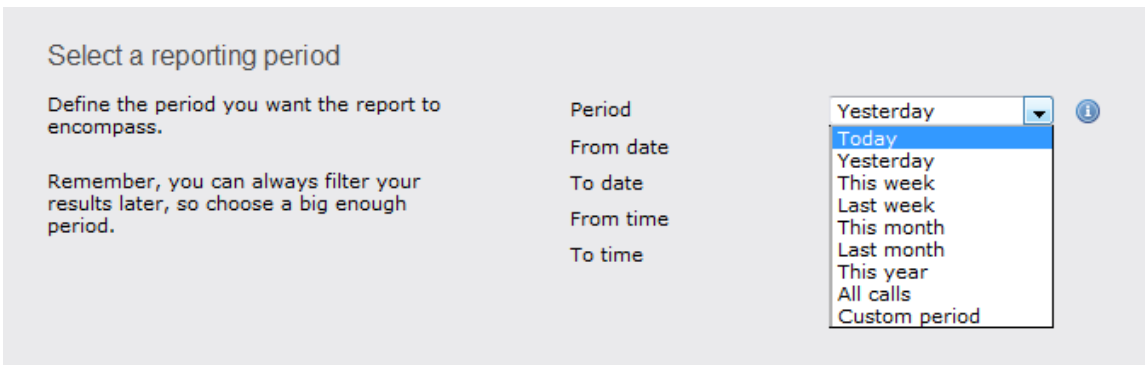 Select a reporting period
Define the period you want the report to
encompass.
Remember, you can always filter your
results later, so choose a big enough
period.
Period
From date
To date
From time
To time
Yesterday
Today
Yesterday
This week
Last week
This month
Last month
This year
All calls
Custom period